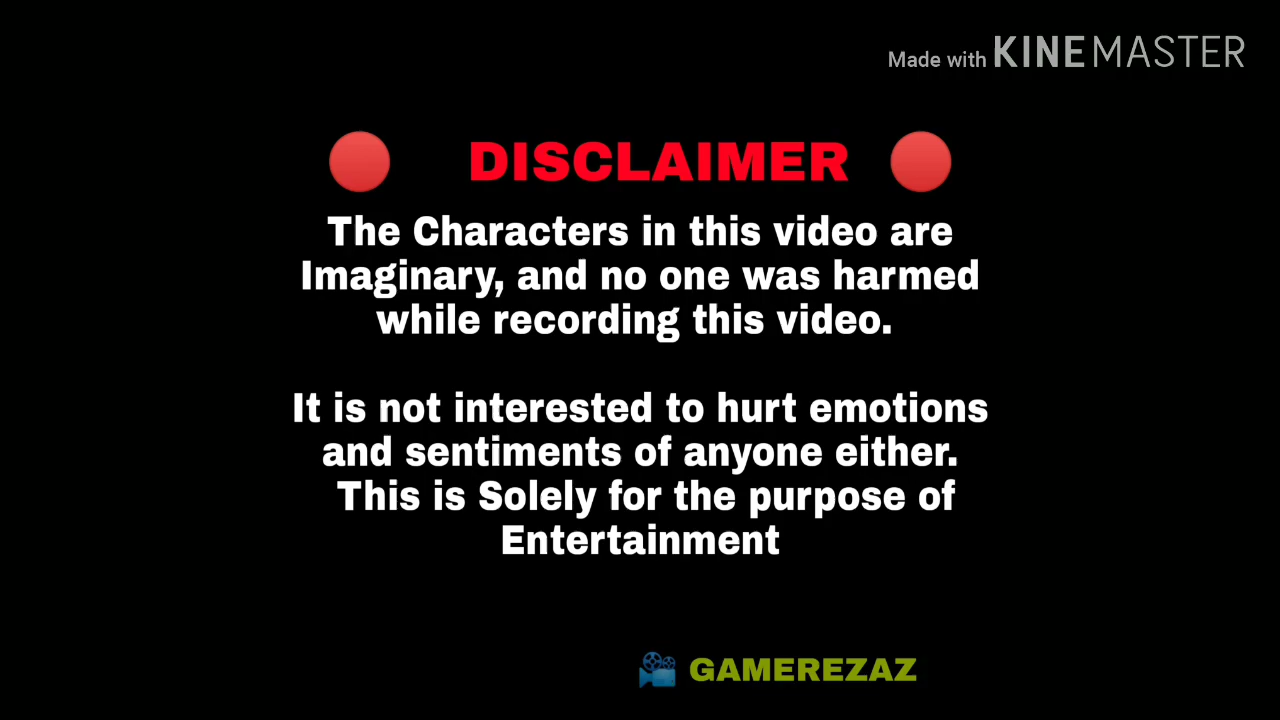 Made with KINEMASTER
DISCLAIMER
The Characters in this video are
Imaginary, and no one was harmed
while recording this video.
It is not interested to hurt emotions
and sentiments of anyone either.
This is Solely for the purpose of
Entertainment
GAMEREZAZ